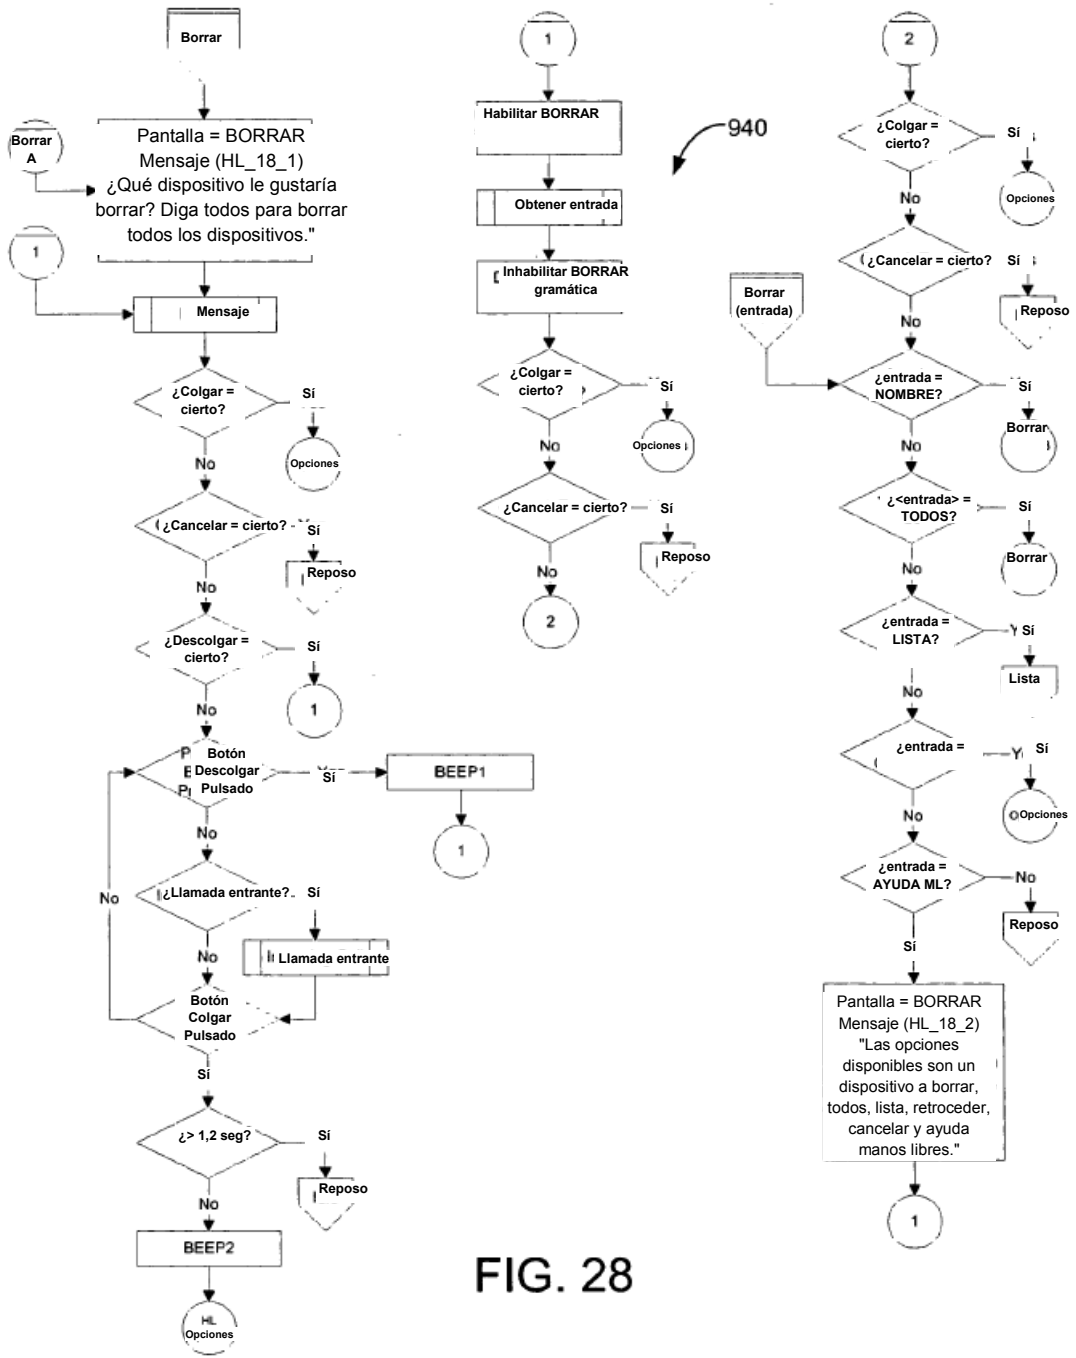 Borrar
Borrar
A
Pantalla = BORRAR
Mensaje (HL_18_1)
¿Qué dispositivo le gustaría
borrar? Diga todos para borrar
todos los dispositivos."
1
Mensaje
¿Colgar =
cierto?
Sí
Opciones
No
¿Cancelar = cierto?
Sí
Reposo
No
¿Descolgar =
cierto?
Sí
1
No
Botón
Descolgar
Pulsado
Sí
BEEP1
1
No
¿Llamada entrante?
Sí
No
Llamada entrante
No
Botón
Colgar
Pulsado
Sí
¿> 1,2 seg?
Sí
Reposo
No
BEEP2
HL
Opciones
1
Habilitar BORRAR
940
Obtener entrada
Inhabilitar BORRAR
gramática
¿Colgar =
cierto?
Sí
Opciones
No
¿Cancelar = cierto?
Sí
Reposo
No
2
2
¿Colgar =
cierto?
Sí
Opciones
No
¿Cancelar = cierto?
Sí
Reposo
No
Borrar
(entrada)
¿entrada =
NOMBRE?
Sí
Borrar
No
¿<entrada> =
TODOS?
Sí
Borrar
No
¿entrada =
LISTA?
Y Sí
Lista
No
¿entrada =
Y Sí
Opciones
No
¿entrada =
AYUDA ML?
No
Reposo
Sí
Pantalla = BORRAR
Mensaje (HL_18_2)
"Las opciones
disponibles son un
dispositivo a borrar,
todos, lista, retroceder,
cancelar y ayuda
manos libres."
1
FIG. 28